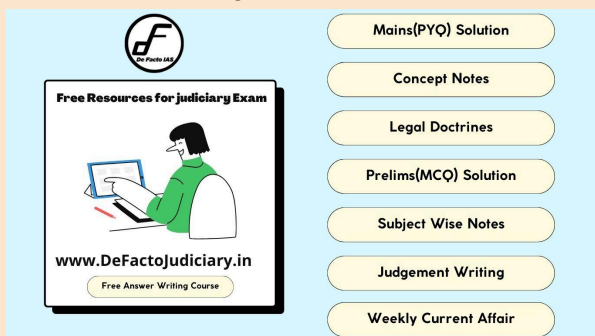 De Facto IAS
Free Resources for judiciary Exam
www.DeFactoJudiciary.in
Free Answer Writing Course
Mains(PYQ) Solution
Concept Notes
Legal Doctrines
Prelims(MCQ) Solution
Subject Wise Notes
Judgement Writing
Weekly Current Affair